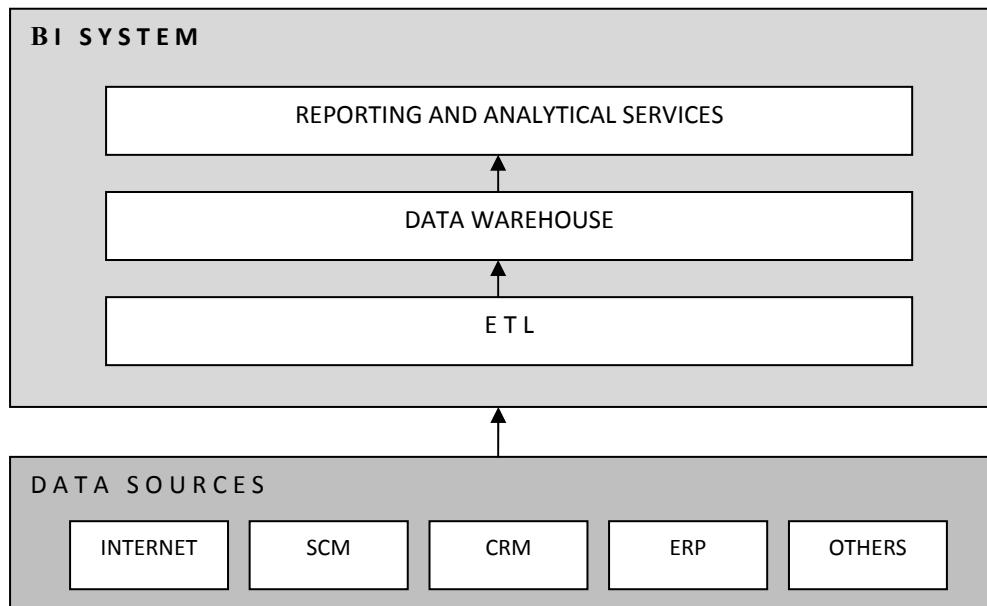 BI SYSTEM
REPORTING AND ANALYTICAL SERVICES
DATA WAREHOUSE
ETL
DATA SOURCES
INTERNET
SCM
CRM
ERP
OTHERS